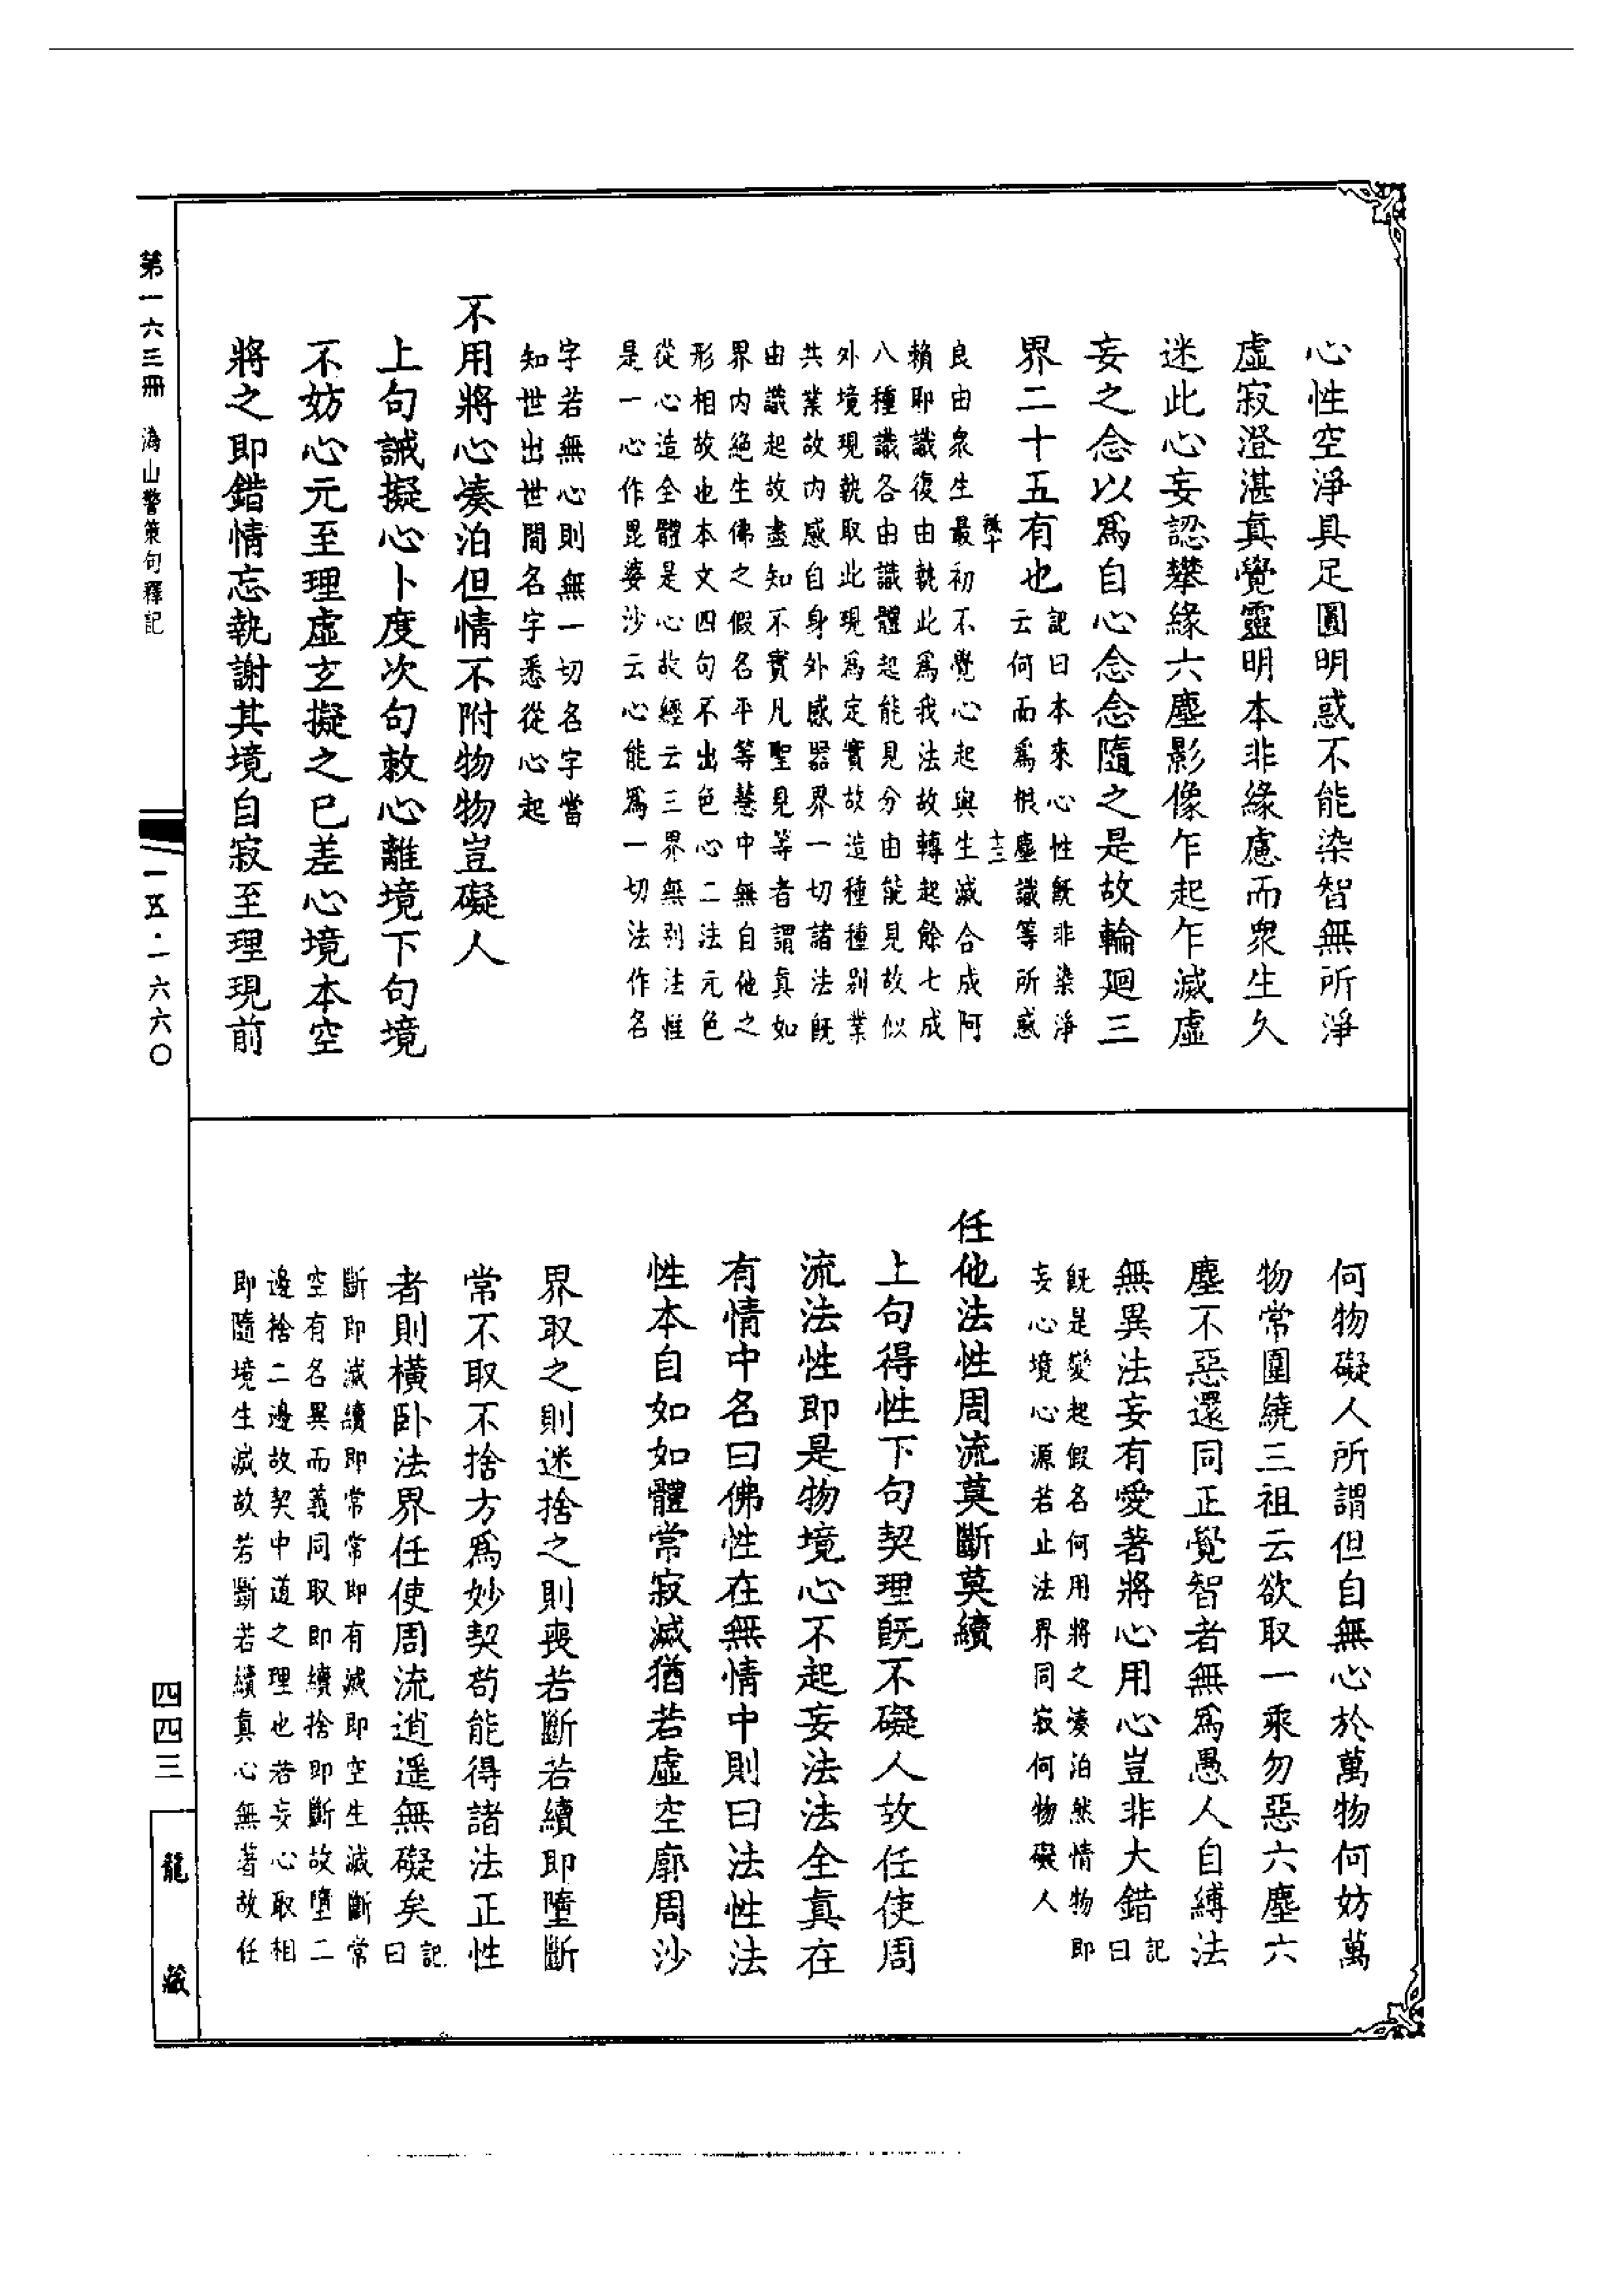 心性空淨具足圓明惑不能染智無所淨
虛寂澄湛真覺靈明本非緣慮而衆生久
迷此心妄認攀緣六塵影像乍起乍滅虛
妄之念以爲自心念念隨之是故輪廻三
界二十五有也
記曰本來心性旣非染淨
云何而爲根塵識等所惑
良由衆生最初不覺心起與生滅合成阿
賴耶識復由執此爲我法故轉起餘七成
八種識各由識體起能見分由能見故似
外境現執取此現爲定實故造種種別業
共業故内感自身外感器界一切諸法旣
由識起故盡知不實凡聖見等者謂真如
界内絕生佛之假名平等慧中無自他之
形相故也本文四句不出色心二法元色
從心造全體是心故經云三界無別法惟
是一心作毘婆沙云心能爲一切法作名
字若無心則無一切名字當
知世出世間名字悉從心起
不用將心湊泊但情不附物物豈礙人
上句誡擬心卜度次句敕心離境下句境
不妨心元至理虛玄擬之已差心境本空
將之即錯情忘執謝其境自寂至理現前
何物礙人所謂但自無心於萬物何妨萬
物常圍繞三祖云欲取一乘勿惡六塵六
塵不惡還同正覺智者無爲愚人自縛法
無異法妄有愛著將心用心豈非大錯
記曰
旣是變起假名何用將之湊泊然情物即
妄心境心源若止法界同寂何物礙人
任他法性周流莫斷莫續
上句得性下句契理旣不礙人故任使周
流法性即是物境心不起妄法法全真在
有情中名曰佛性在無情中則曰法性法
性本自如如體常寂滅猶若虛空廓周沙
界取之則迷捨之則喪若斷若續即墮斷
常不取不捨方爲妙契苟能得諸法正性
者則橫卧法界任使周流逍遥無礙矣
記曰
斷即滅續即常常即有滅即空生滅斷常
空有名異而義同取即續捨即斷故墮二
邊捨二邊故契中道之理也若妄心取相
即隨境生滅故若斷若續真心無著故任
第一六三冊 溈山警策句釋記
一五·一六六〇
四四三
龍藏